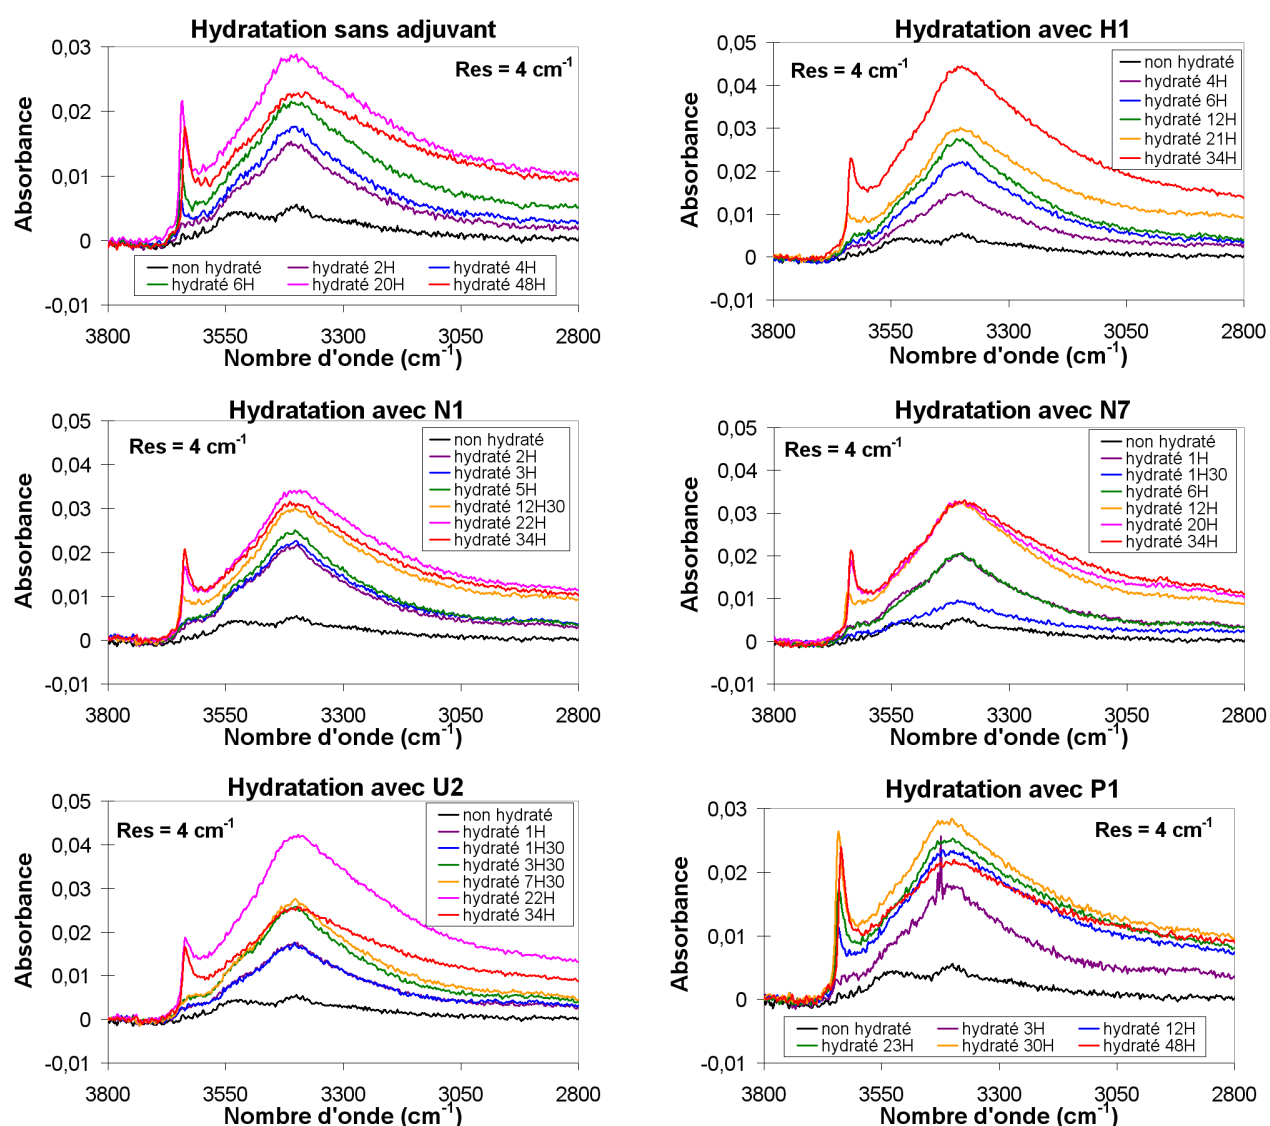 Hydratation sans adjuvant
Res = 4 cm-1
Absorbance
0,03
0,02
0,01
0
-0,01
non hydraté hydraté 2H hydraté 4H
hydraté 6H hydraté 20H hydraté 48H
3800 3550 3300 3050 2800
Nombre d'onde (cm-1)
Hydratation avec H1
Res = 4 cm-1
Absorbance
0,05
0,04
0,03
0,02
0,01
0
-0,01
non hydraté
hydraté 4H
hydraté 6H
hydraté 12H
hydraté 21H
hydraté 34H
3800 3550 3300 3050 2800
Nombre d'onde (cm-1)
Hydratation avec N1
Res = 4 cm-1
Absorbance
0,05
0,04
0,03
0,02
0,01
0
-0,01
non hydraté
hydraté 2H
hydraté 3H
hydraté 5H
hydraté 12H30
hydraté 22H
hydraté 34H
3800 3550 3300 3050 2800
Nombre d'onde (cm-1)
Hydratation avec N7
Res = 4 cm-1
Absorbance
0,05
0,04
0,03
0,02
0,01
0
-0,01
non hydraté
hydraté 1H
hydraté 1H30
hydraté 6H
hydraté 12H
hydraté 20H
hydraté 34H
3800 3550 3300 3050 2800
Nombre d'onde (cm-1)
Hydratation avec U2
Res = 4 cm-1
Absorbance
0,05
0,04
0,03
0,02
0,01
0
-0,01
non hydraté
hydraté 1H
hydraté 1H30
hydraté 3H30
hydraté 7H30
hydraté 22H
hydraté 34H
3800 3550 3300 3050 2800
Nombre d'onde (cm-1)
Hydratation avec P1
Res = 4 cm-1
Absorbance
0,03
0,02
0,01
0
-0,01
non hydraté hydraté 3H hydraté 12H
hydraté 23H hydraté 30H hydraté 48H
3800 3550 3300 3050 2800
Nombre d'onde (cm-1)